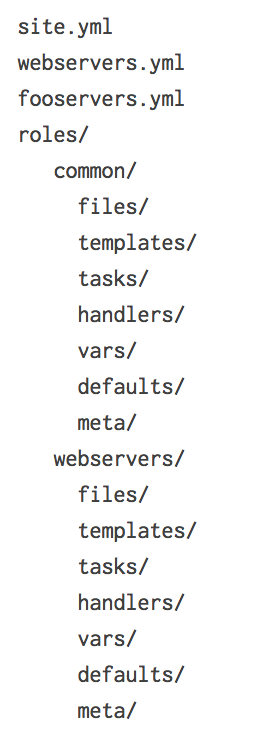 site.yml
webservers.yml
fooservers.yml
roles/
common/
files/
templates/
tasks/
handlers/
vars/
defaults/
meta/
webservers/
files/
templates/
tasks/
handlers/
vars/
defaults/
meta/